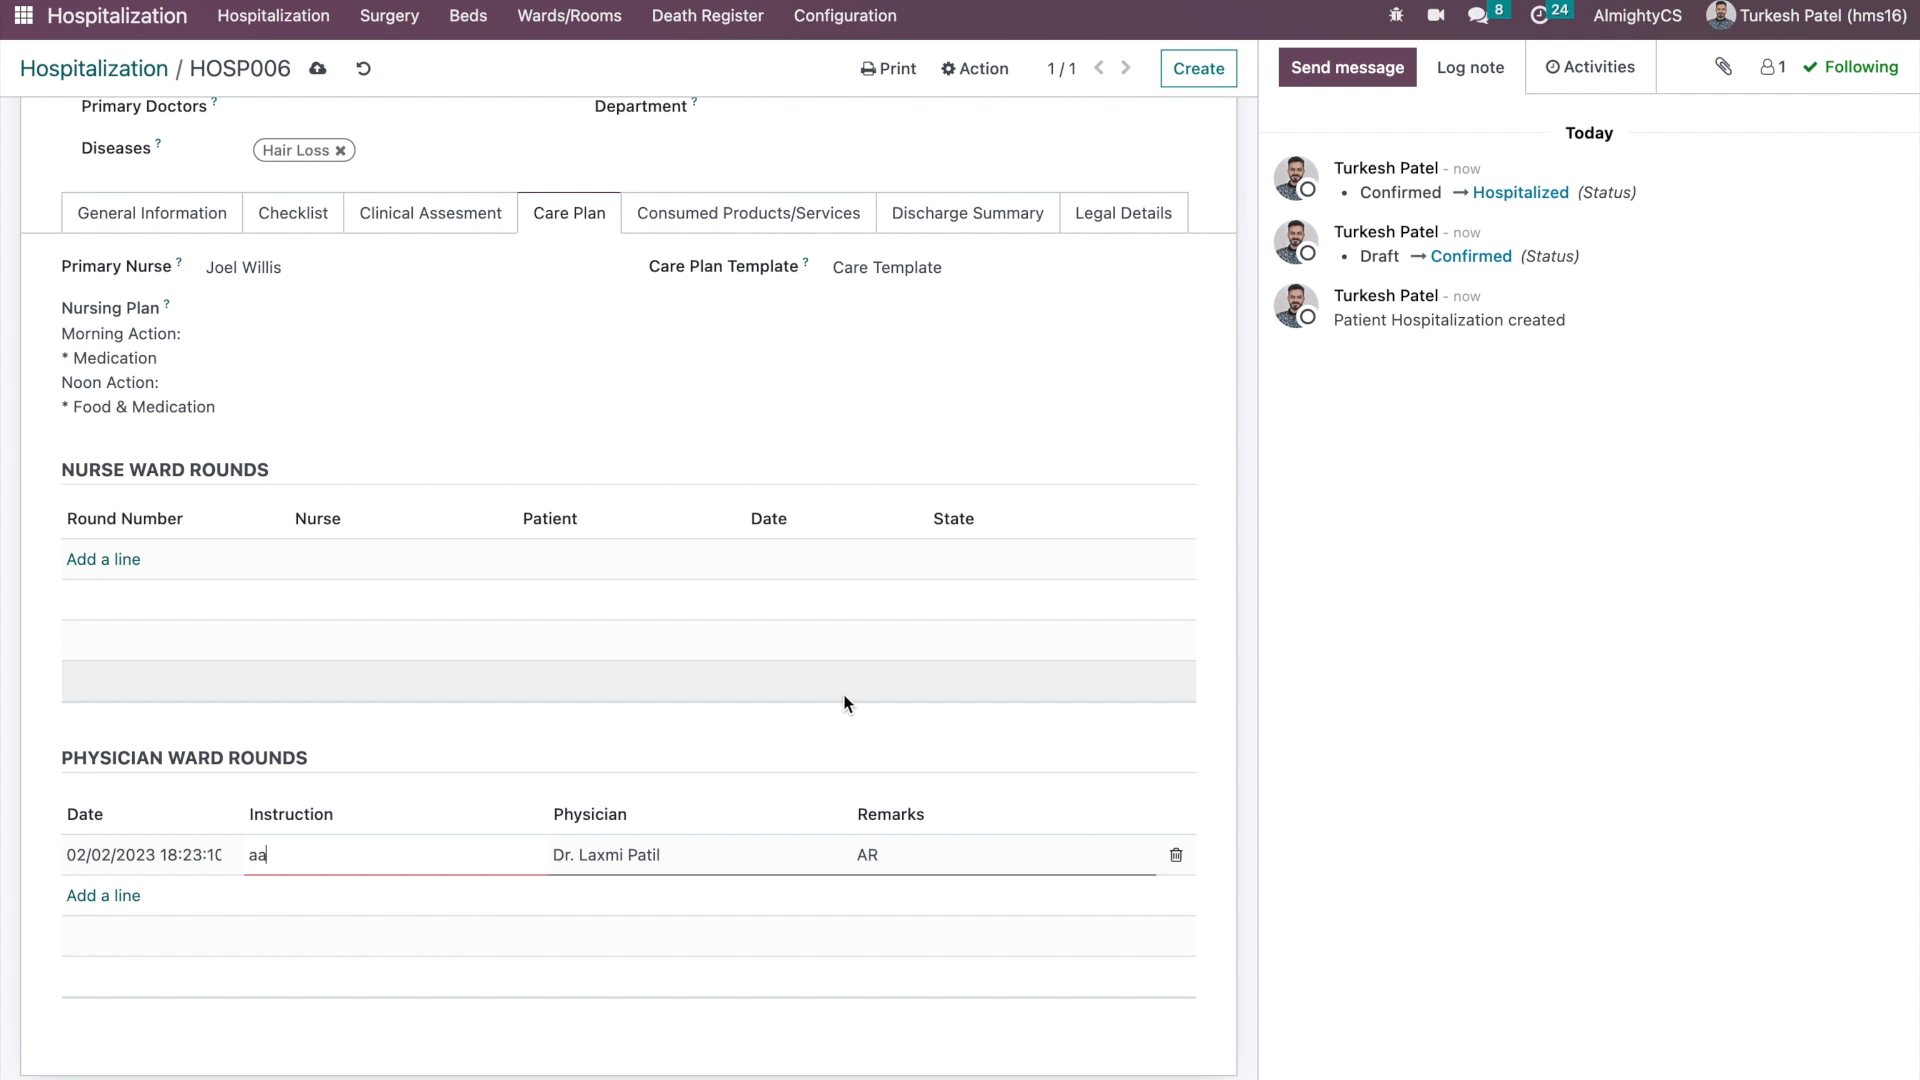 Hospitalization Hospitalization Surgery Beds Wards/Rooms Death Register Configuration 8 24 AlmightyCS Turkesh Patel (hms16)
Hospitalization / HOSP006 Print Action 1 / 1 Create Send message Log note Activities 1 Following
Primary Doctors ? Department ?
Diseases ? Hair Loss
General Information Checklist Clinical Assesment Care Plan Consumed Products/Services Discharge Summary Legal Details
Primary Nurse ? Joel Willis Care Plan Template ? Care Template
Nursing Plan ?
Morning Action:
* Medication
Noon Action:
* Food & Medication
NURSE WARD ROUNDS
Round Number Nurse Patient Date State
Add a line
PHYSICIAN WARD ROUNDS
Date Instruction Physician Remarks
02/02/2023 18:23:10 aa Dr. Laxmi Patil AR
Add a line
Today
Turkesh Patel - now
• Confirmed → Hospitalized (Status)
Turkesh Patel - now
• Draft → Confirmed (Status)
Turkesh Patel - now
Patient Hospitalization created